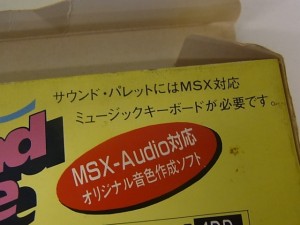 サウンド・パレットにはMSX対応
ミュージックキーボードが必要です。
MSX-Audio対応
オリジナル音色作成ソフト